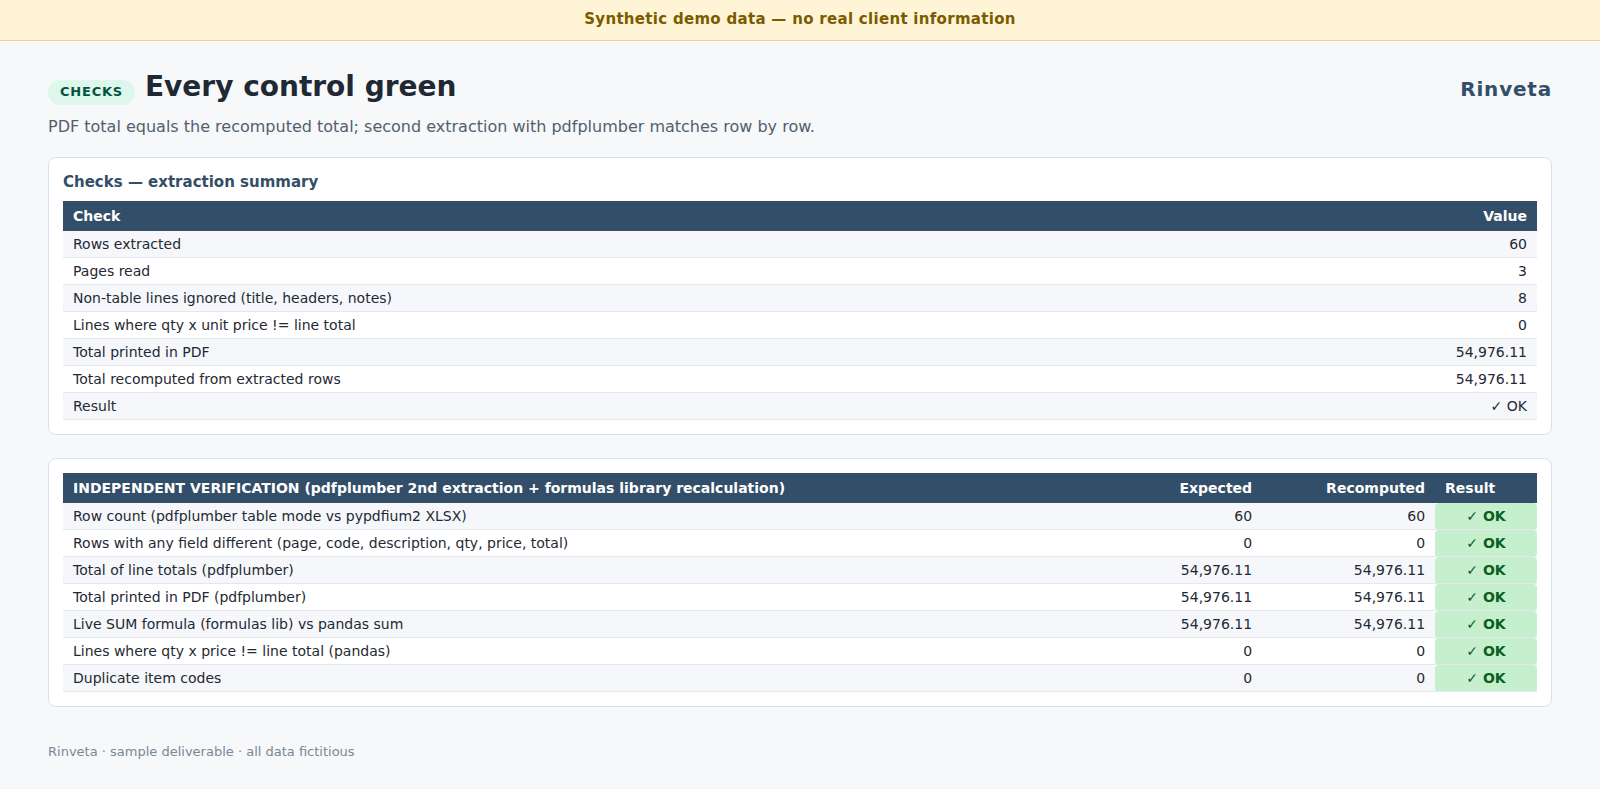 Synthetic demo data — no real client information
CHECKS Every control green
Rinveta
PDF total equals the recomputed total; second extraction with pdfplumber matches row by row.
Checks — extraction summary
Check Value
Rows extracted 60
Pages read 3
Non-table lines ignored (title, headers, notes) 8
Lines where qty x unit price != line total 0
Total printed in PDF 54,976.11
Total recomputed from extracted rows 54,976.11
Result ✓ OK
INDEPENDENT VERIFICATION (pdfplumber 2nd extraction + formulas library recalculation) Expected Recomputed Result
Row count (pdfplumber table mode vs pypdfium2 XLSX) 60 60 ✓ OK
Rows with any field different (page, code, description, qty, price, total) 0 0 ✓ OK
Total of line totals (pdfplumber) 54,976.11 54,976.11 ✓ OK
Total printed in PDF (pdfplumber) 54,976.11 54,976.11 ✓ OK
Live SUM formula (formulas lib) vs pandas sum 54,976.11 54,976.11 ✓ OK
Lines where qty x price != line total (pandas) 0 0 ✓ OK
Duplicate item codes 0 0 ✓ OK
Rinveta · sample deliverable · all data fictitious